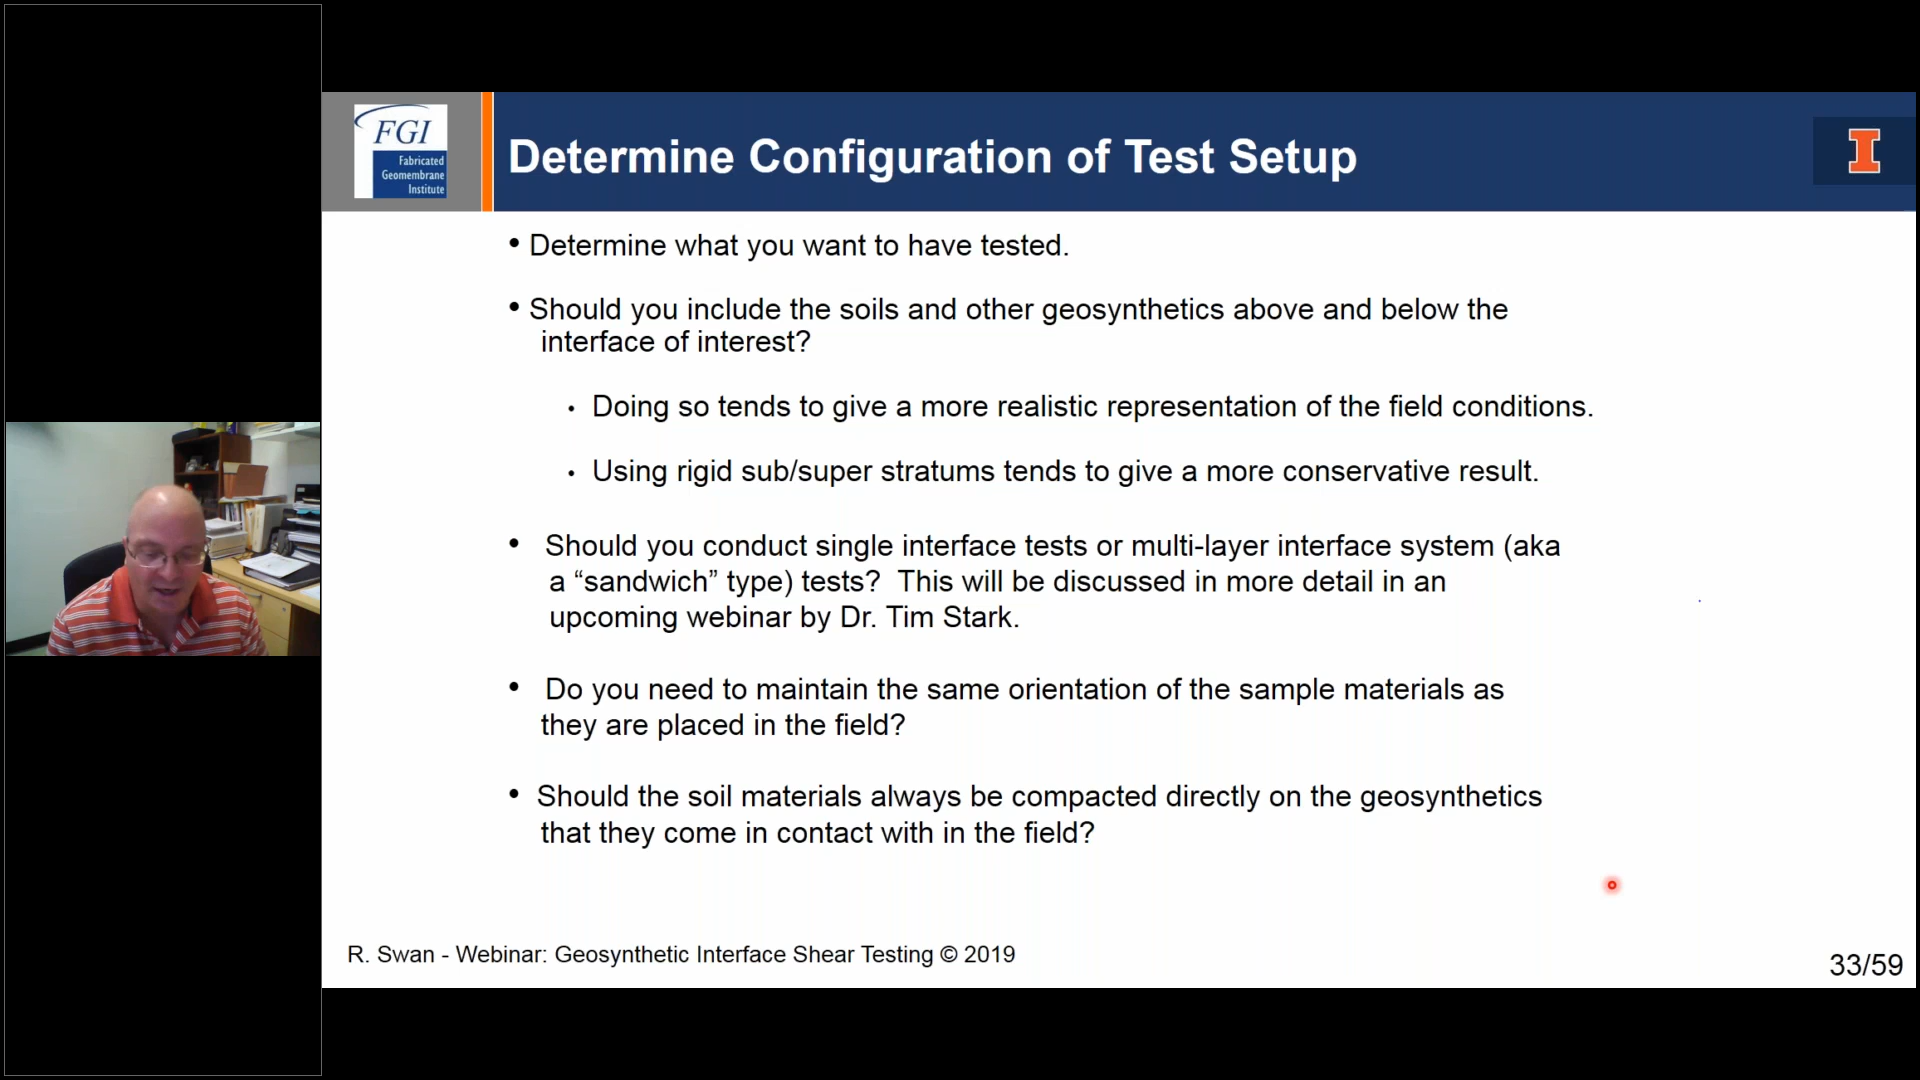 FGI
Fabricated
Geomembrane
Institute
Determine Configuration of Test Setup
I
• Determine what you want to have tested.
• Should you include the soils and other geosynthetics above and below the
interface of interest?
• Doing so tends to give a more realistic representation of the field conditions.
• Using rigid sub/super stratums tends to give a more conservative result.
• Should you conduct single interface tests or multi-layer interface system (aka
a “sandwich” type) tests? This will be discussed in more detail in an
upcoming webinar by Dr. Tim Stark.
• Do you need to maintain the same orientation of the sample materials as
they are placed in the field?
• Should the soil materials always be compacted directly on the geosynthetics
that they come in contact with in the field?
R. Swan - Webinar: Geosynthetic Interface Shear Testing © 2019
33/59